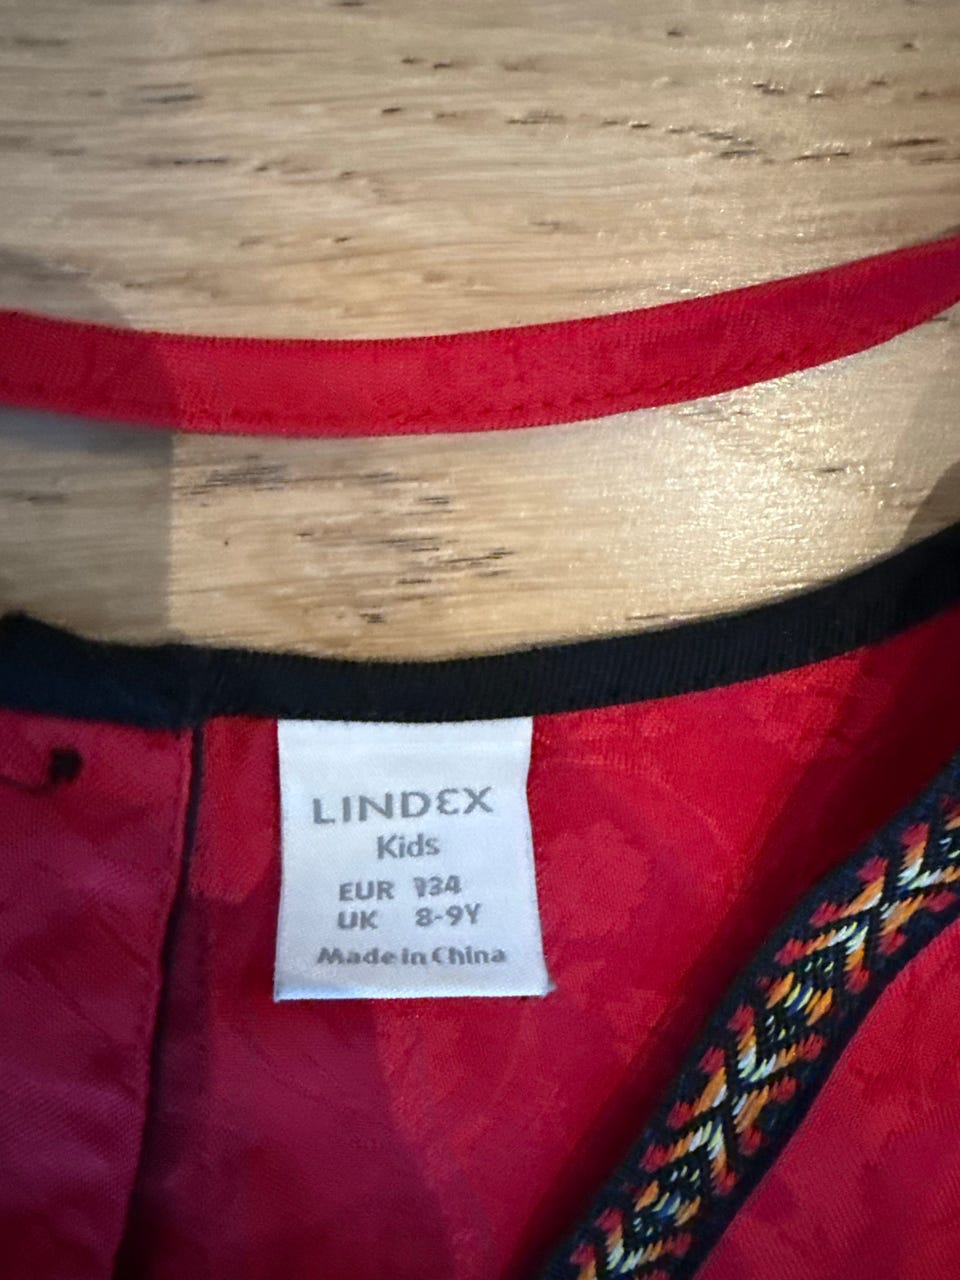 LINDEX
Kids
EUR 134
UK 8-9Y
Made in China